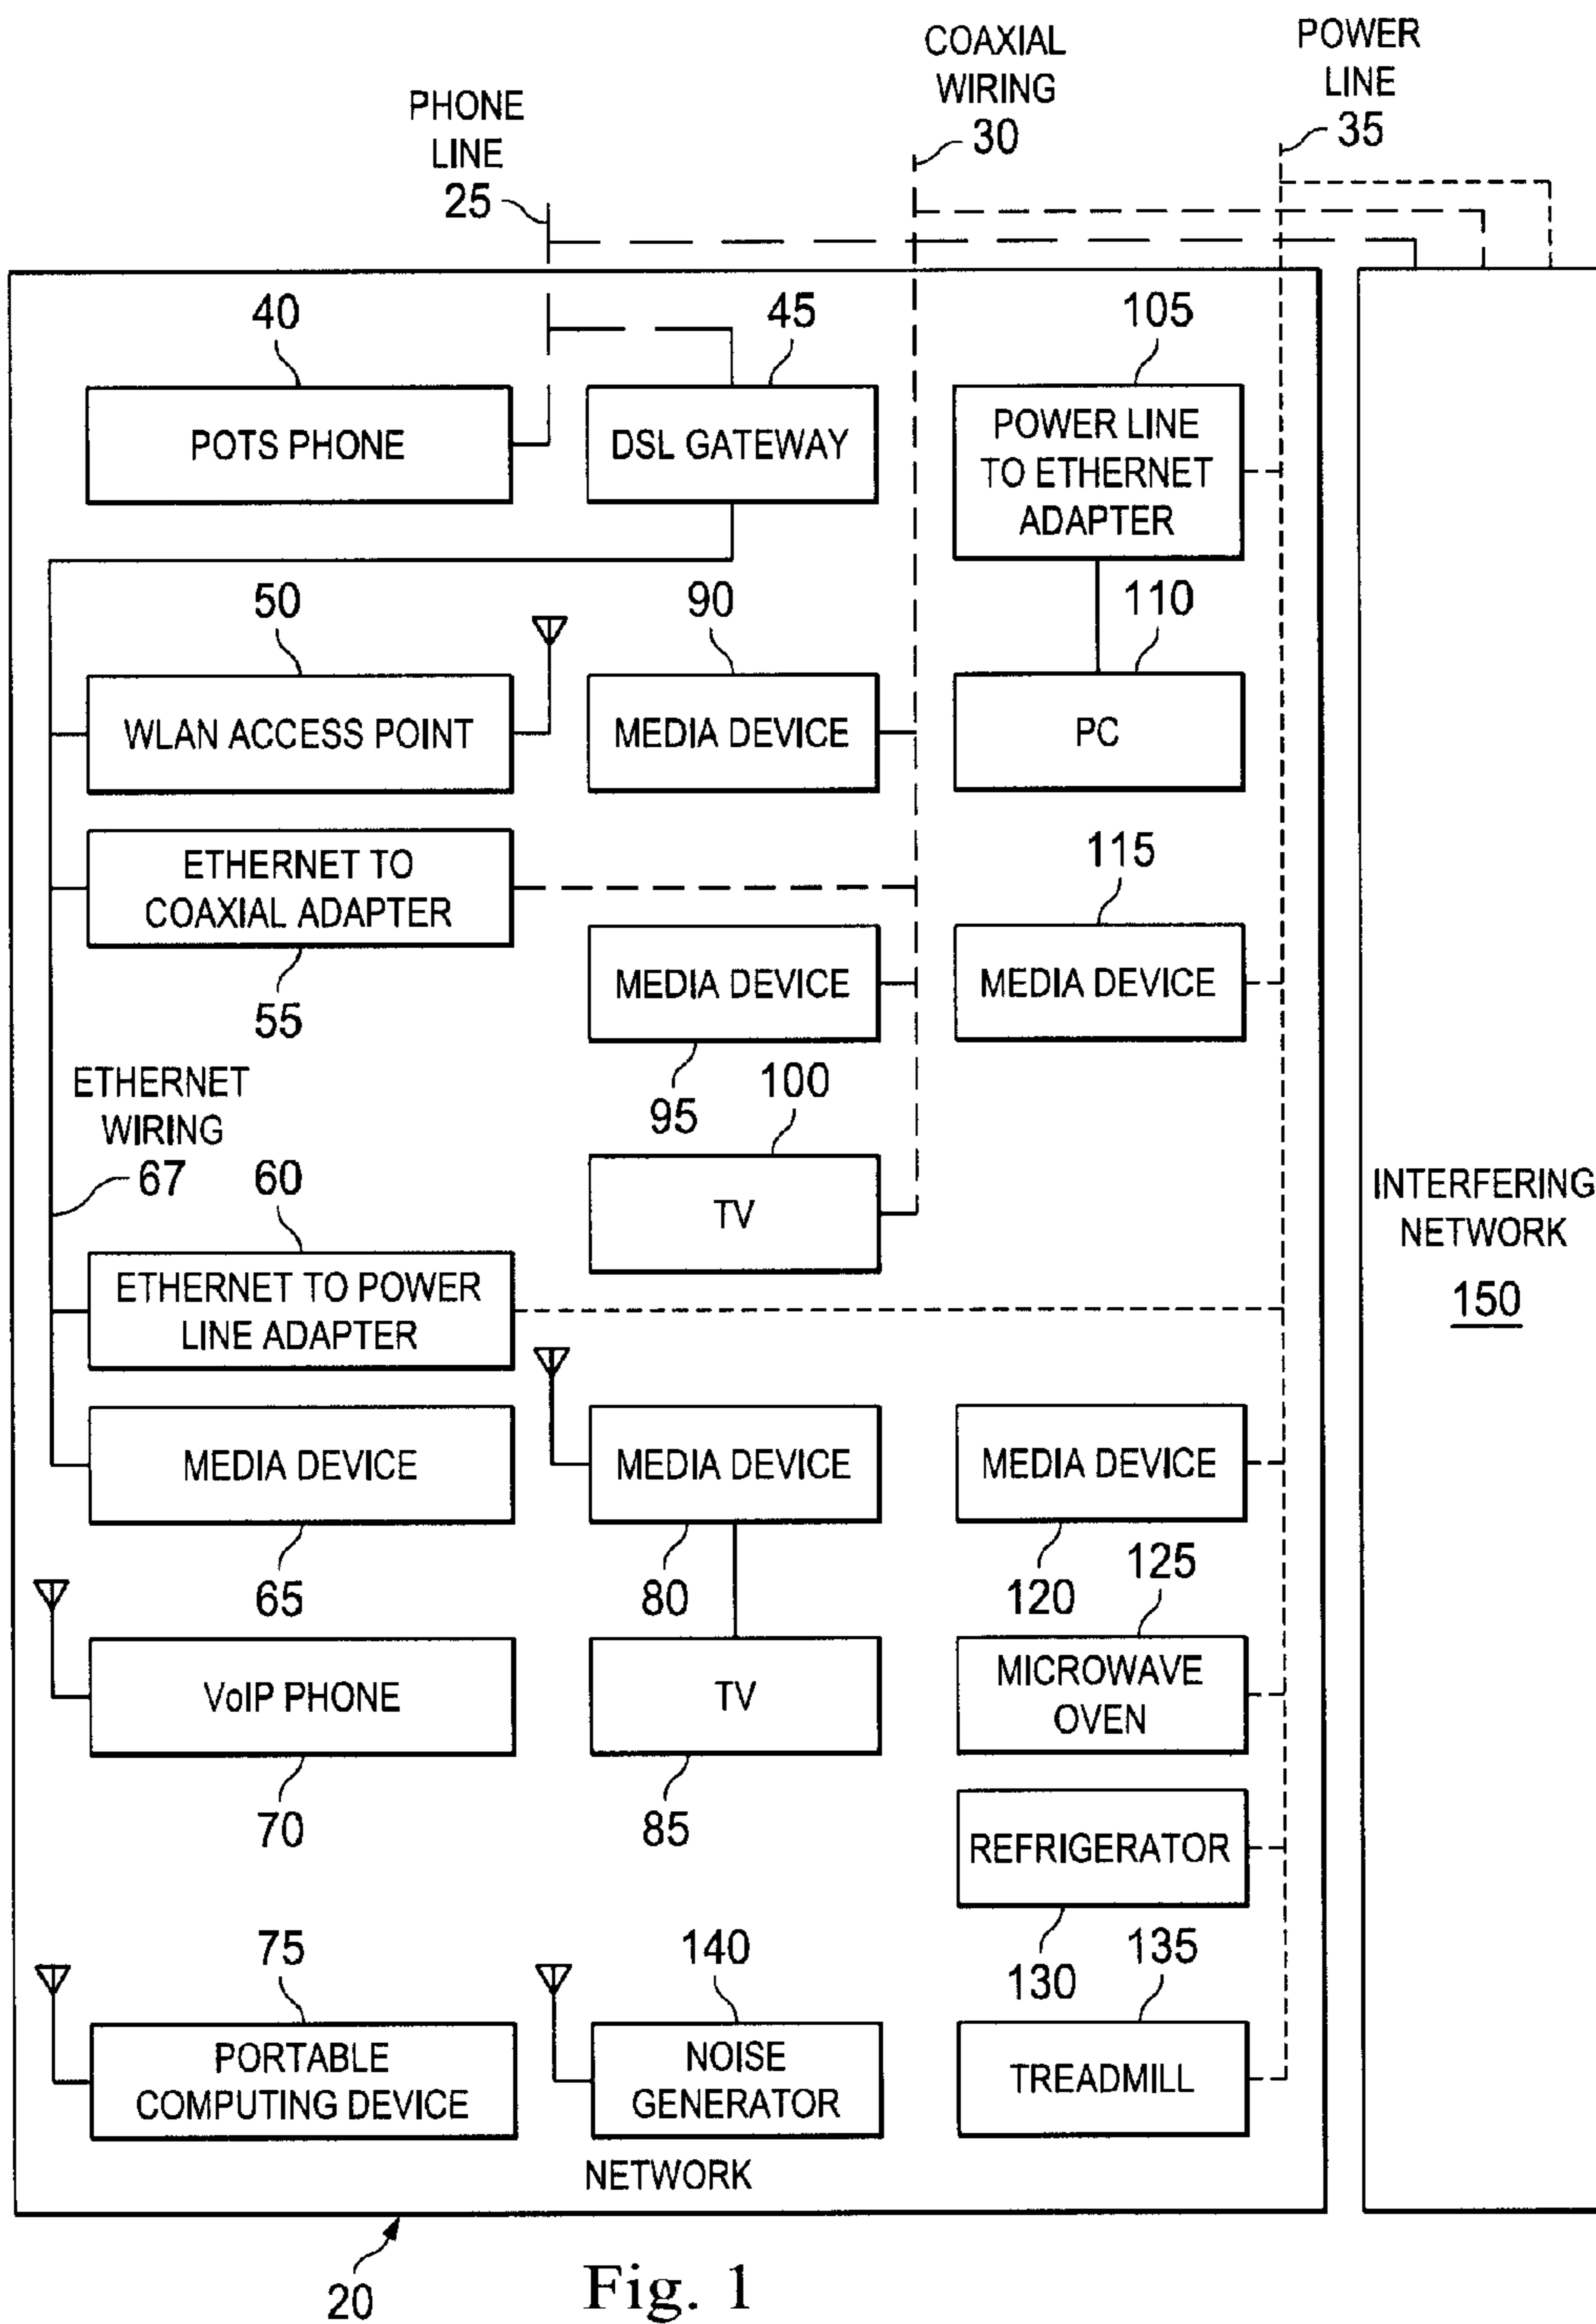 COAXIAL
WIRING
30
POWER
LINE
35
PHONE
LINE
25
40
POTS PHONE
45
DSL GATEWAY
105
POWER LINE
TO ETHERNET
ADAPTER
50
WLAN ACCESS POINT
90
MEDIA DEVICE
110
PC
ETHERNET TO
COAXIAL ADAPTER
55
MEDIA DEVICE
95
115
MEDIA DEVICE
ETHERNET
WIRING
67
100
TV
INTERFERING
NETWORK
150
60
ETHERNET TO POWER
LINE ADAPTER
MEDIA DEVICE
65
MEDIA DEVICE
80
MEDIA DEVICE
120
VoIP PHONE
70
TV
85
125
MICROWAVE
OVEN
REFRIGERATOR
130
75
PORTABLE
COMPUTING DEVICE
140
NOISE
GENERATOR
135
TREADMILL
NETWORK
20
Fig. 1